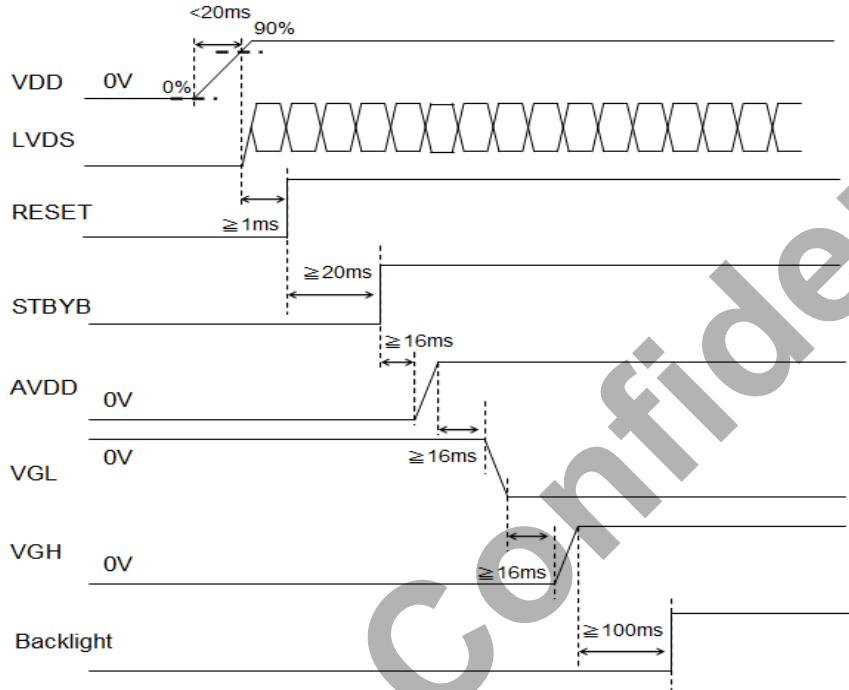 <20ms
90%
VDD 0V 0%
LVDS
RESET ≧1ms
≧20ms
STBYB
≧16ms
AVDD 0V
VGL 0V ≧16ms
VGH 0V ≧16ms
≧100ms
Backlight